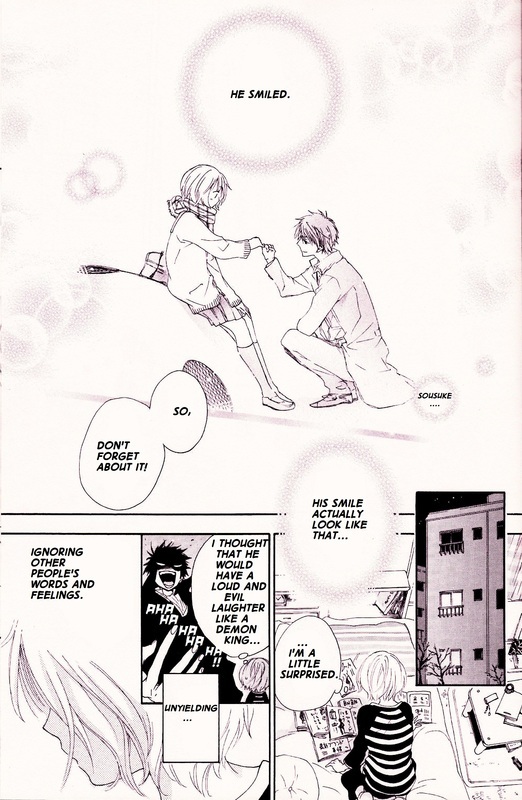 HE SMILED.
SOUSUKE
....
SO,
DON'T
FORGET
ABOUT IT!
HIS SMILE
ACTUALLY
LOOK LIKE
THAT...
...
I'M A
LITTLE
SURPRISED.
I THOUGHT
THAT HE
WOULD
HAVE A
LOUD AND
EVIL
LAUGHTER
LIKE A
DEMON
KING...
AHA
HA
HA
HA
HA
!!
UNYIELDING
...
IGNORING
OTHER
PEOPLE'S
WORDS AND
FEELINGS.